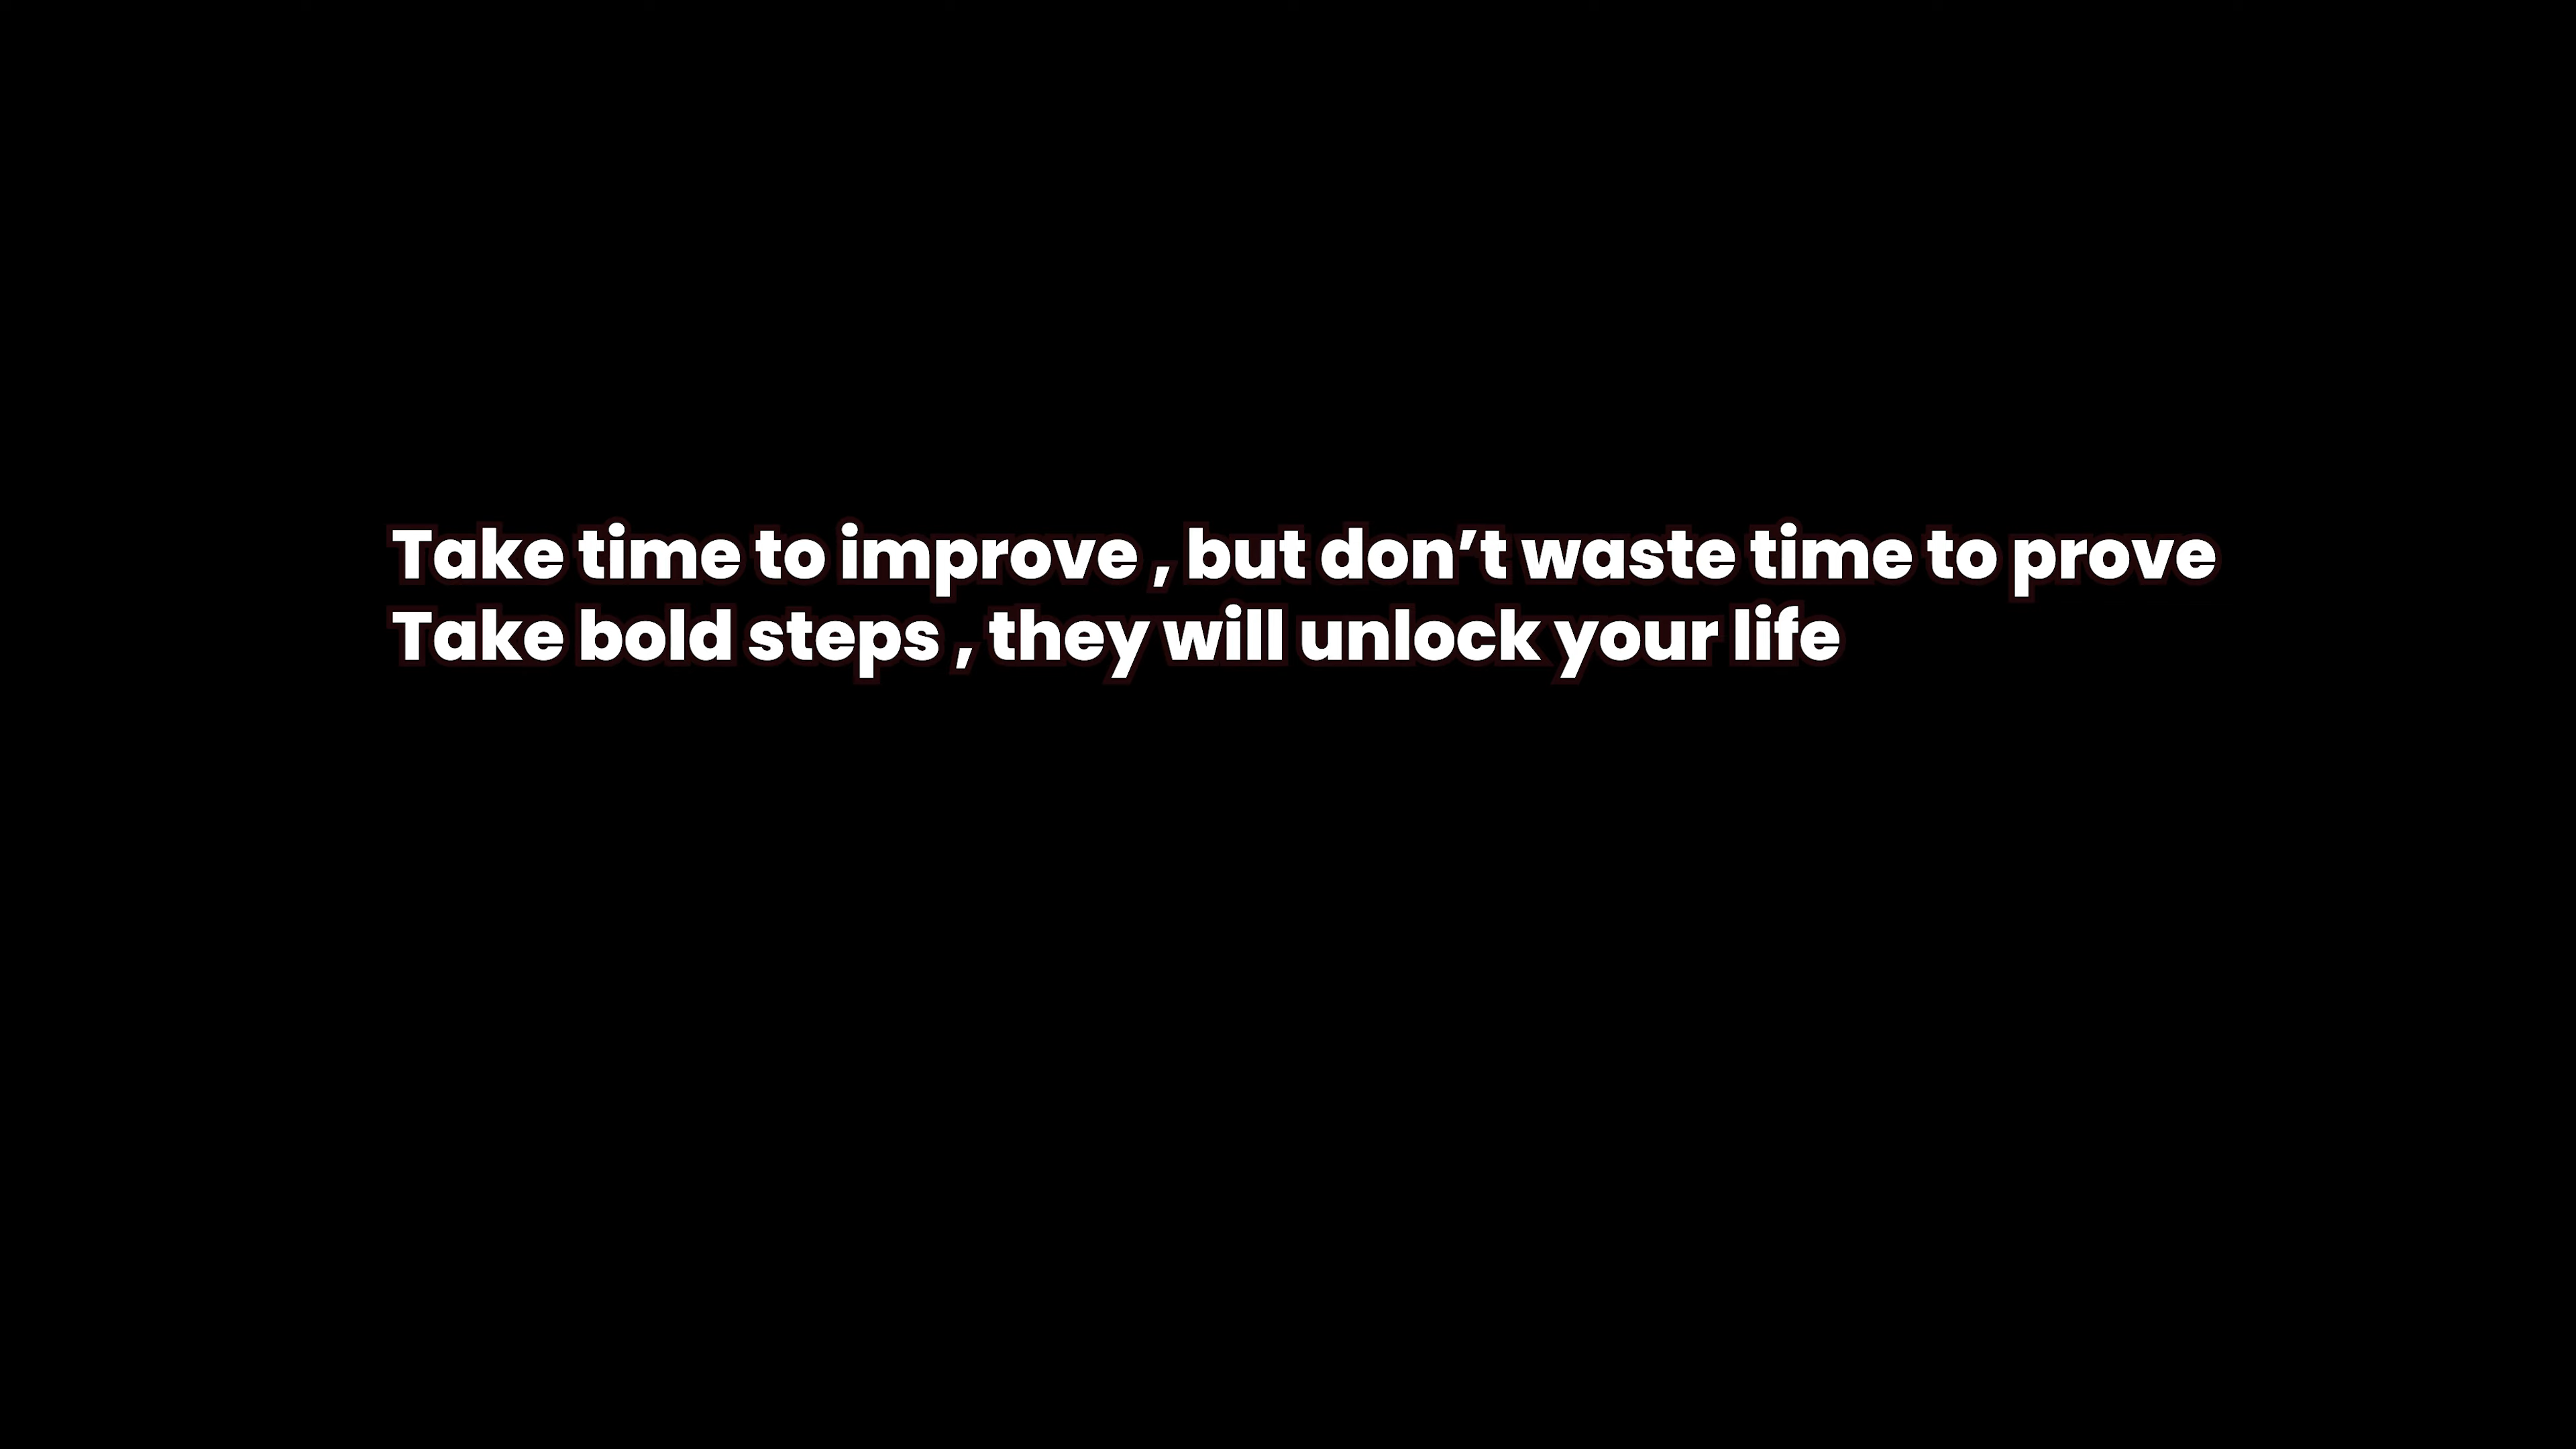 Take time to improve , but don’t waste time to prove
Take bold steps , they will unlock your life